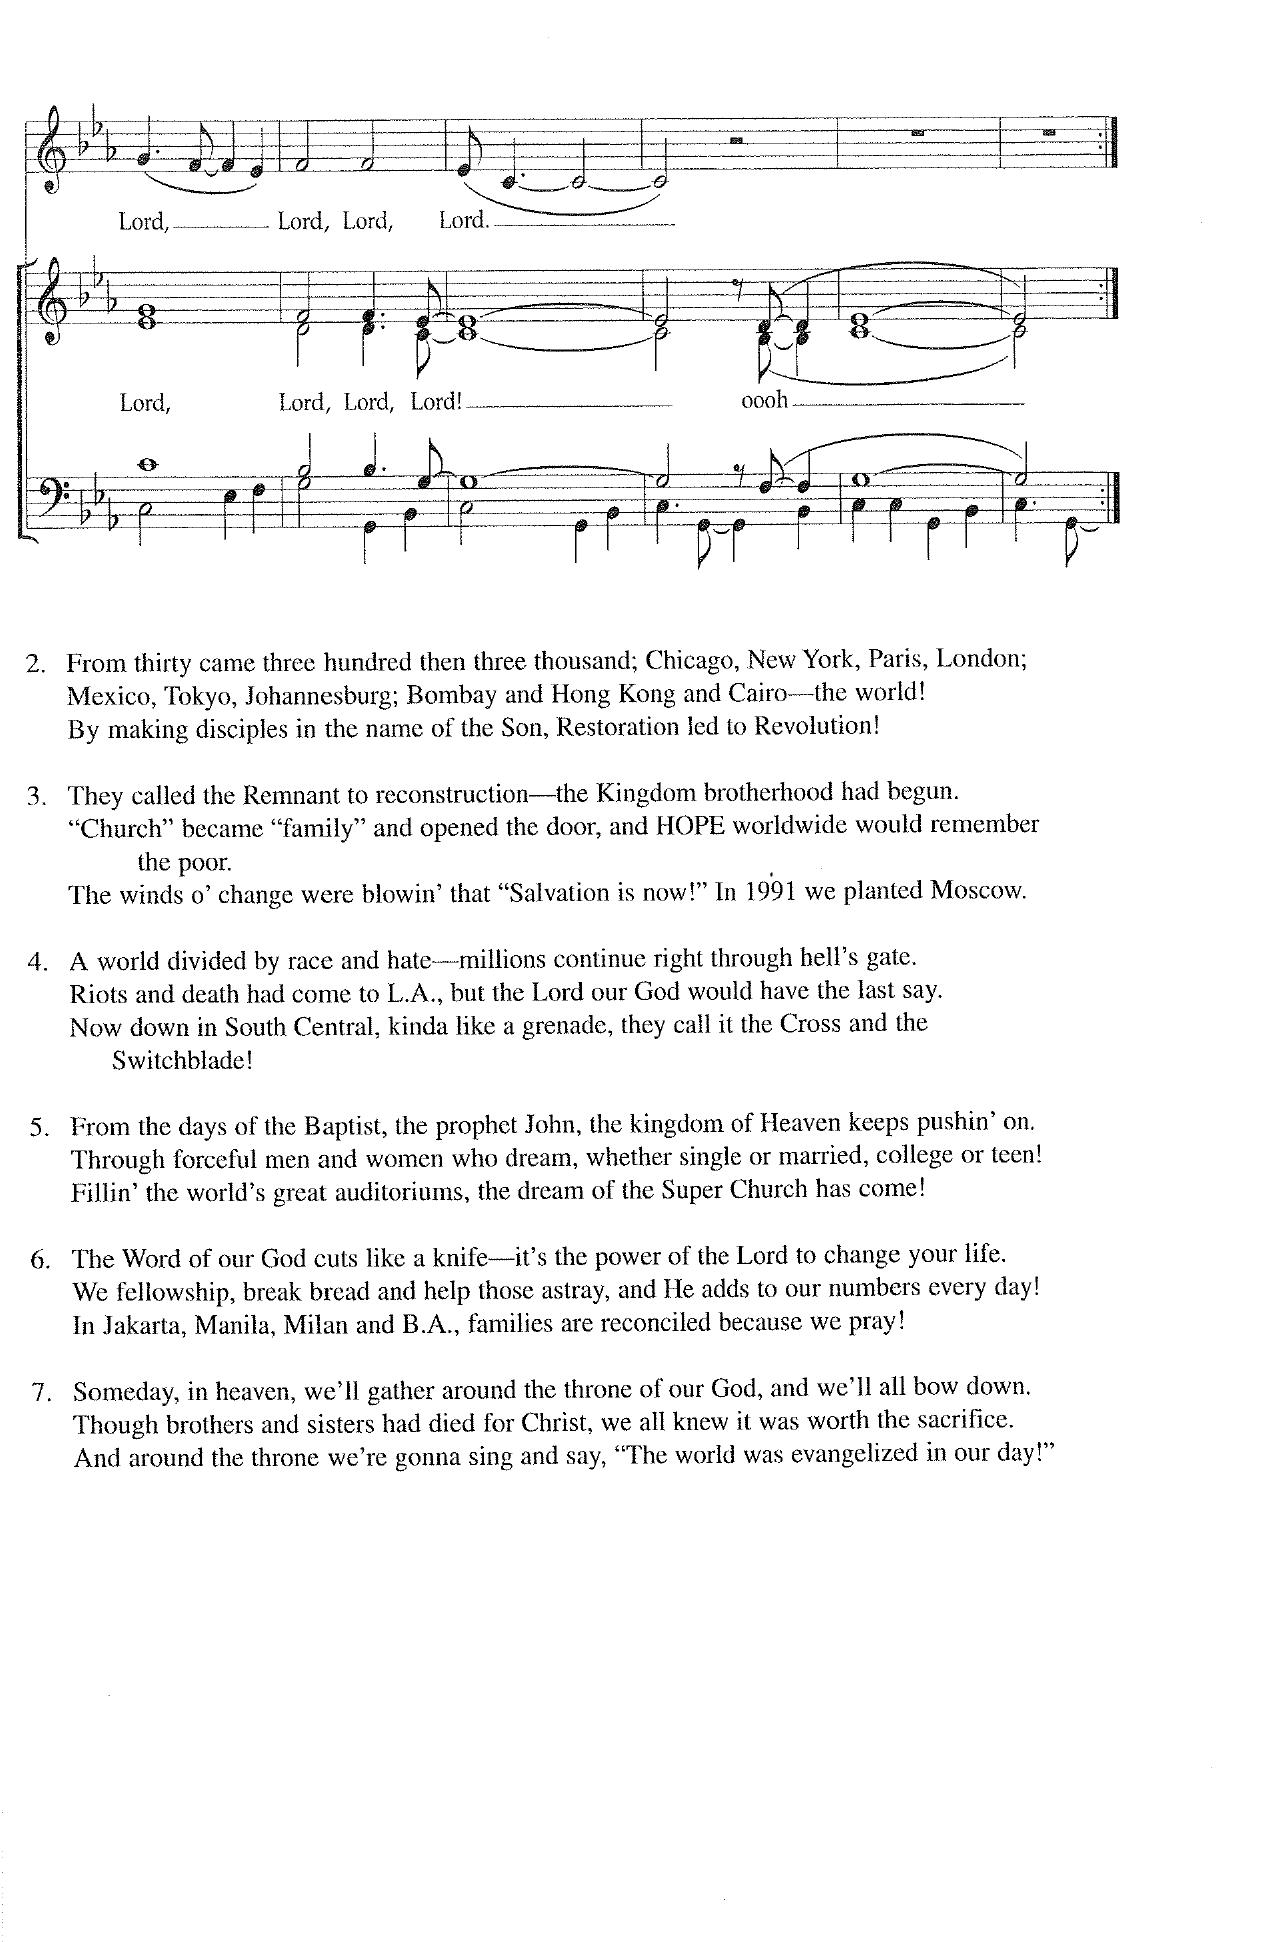 Lord, Lord, Lord, Lord.
Lord, Lord, Lord, Lord! oooh
2. From thirty came three hundred then three thousand; Chicago, New York, Paris, London;
Mexico, Tokyo, Johannesburg; Bombay and Hong Kong and Cairo—the world!
By making disciples in the name of the Son, Restoration led to Revolution!
3. They called the Remnant to reconstruction—the Kingdom brotherhood had begun.
“Church” became “family” and opened the door, and HOPE worldwide would remember
the poor.
The winds o’ change were blowin’ that “Salvation is now!” In 1991 we planted Moscow.
4. A world divided by race and hate—millions continue right through hell’s gate.
Riots and death had come to L.A., but the Lord our God would have the last say.
Now down in South Central, kinda like a grenade, they call it the Cross and the
Switchblade!
5. From the days of the Baptist, the prophet John, the kingdom of Heaven keeps pushin’ on.
Through forceful men and women who dream, whether single or married, college or teen!
Fillin’ the world’s great auditoriums, the dream of the Super Church has come!
6. The Word of our God cuts like a knife—it’s the power of the Lord to change your life.
We fellowship, break bread and help those astray, and He adds to our numbers every day!
In Jakarta, Manila, Milan and B.A., families are reconciled because we pray!
7. Someday, in heaven, we’ll gather around the throne of our God, and we’ll all bow down.
Though brothers and sisters had died for Christ, we all knew it was worth the sacrifice.
And around the throne we’re gonna sing and say, “The world was evangelized in our day!”